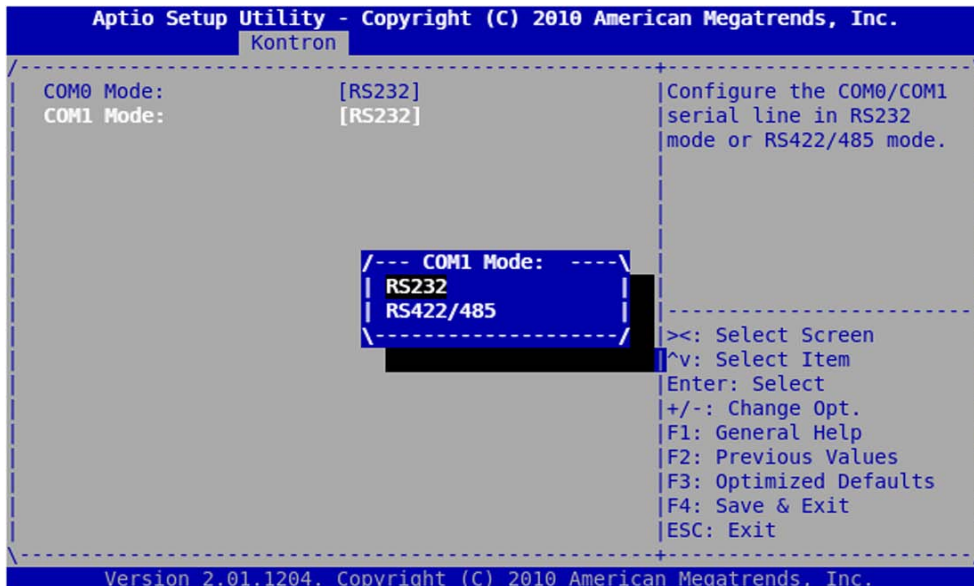 Aptio Setup Utility - Copyright (C) 2010 American Megatrends, Inc.
Kontron
COM0 Mode: [RS232]
COM1 Mode: [RS232]
Configure the COM0/COM1
serial line in RS232
mode or RS422/485 mode.
/--- COM1 Mode: ----\
RS232
RS422/485
><: Select Screen
^v: Select Item
Enter: Select
+/-: Change Opt.
F1: General Help
F2: Previous Values
F3: Optimized Defaults
F4: Save & Exit
ESC: Exit
Version 2.01.1204. Copyright (C) 2010 American Megatrends, Inc.